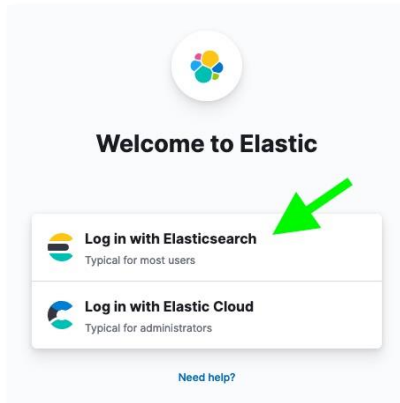 Welcome to Elastic
Log in with Elasticsearch
Typical for most users
Log in with Elastic Cloud
Typical for administrators
Need help?